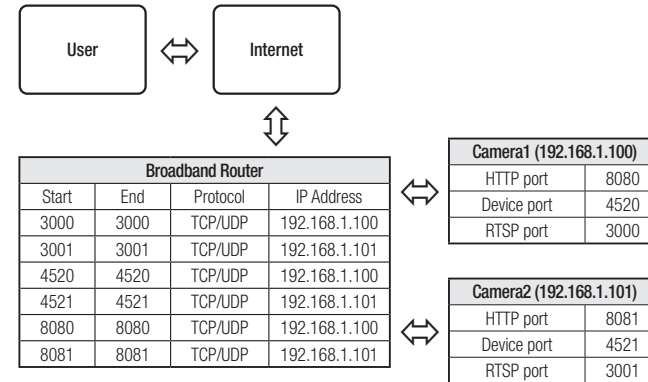 User
Internet
Broadband Router
Start End Protocol IP Address
3000 3000 TCP/UDP 192.168.1.100
3001 3001 TCP/UDP 192.168.1.101
4520 4520 TCP/UDP 192.168.1.100
4521 4521 TCP/UDP 192.168.1.101
8080 8080 TCP/UDP 192.168.1.100
8081 8081 TCP/UDP 192.168.1.101
Camera1 (192.168.1.100)
HTTP port 8080
Device port 4520
RTSP port 3000
Camera2 (192.168.1.101)
HTTP port 8081
Device port 4521
RTSP port 3001